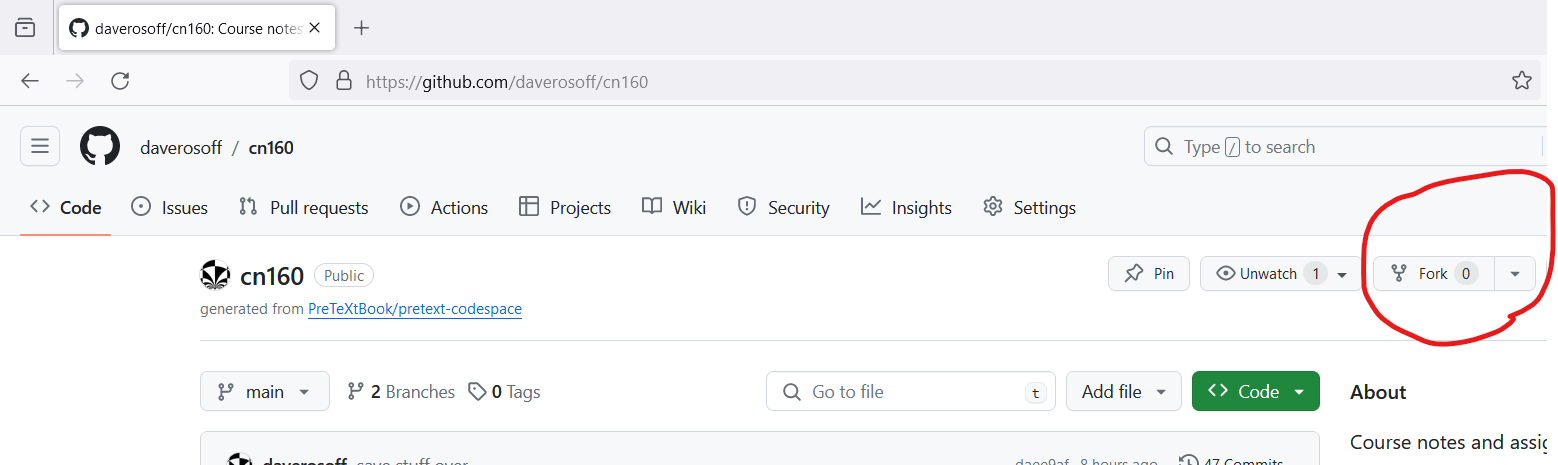 daverosoff/cn160: Course notes
https://github.com/daverosoff/cn160
daverosoff / cn160
Type / to search
Code Issues Pull requests Actions Projects Wiki Security Insights Settings
cn160 Public Pin Unwatch 1 Fork 0
generated from PreTeXtBook/pretext-codespace
main 2 Branches 0 Tags Go to file t Add file Code About
Course notes and assig
daverosoff save stuff over 8 hours ago 47 Commits